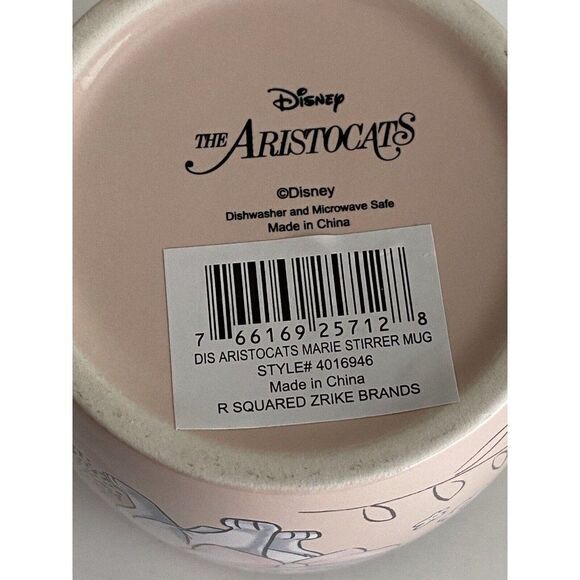 Disney
THE ARISTOCATS
©Disney
Dishwasher and Microwave Safe
Made in China
7 66169 25712 8
DIS ARISTOCATS MARIE STIRRER MUG
STYLE# 4016946
Made in China
R SQUARED ZRIKE BRANDS